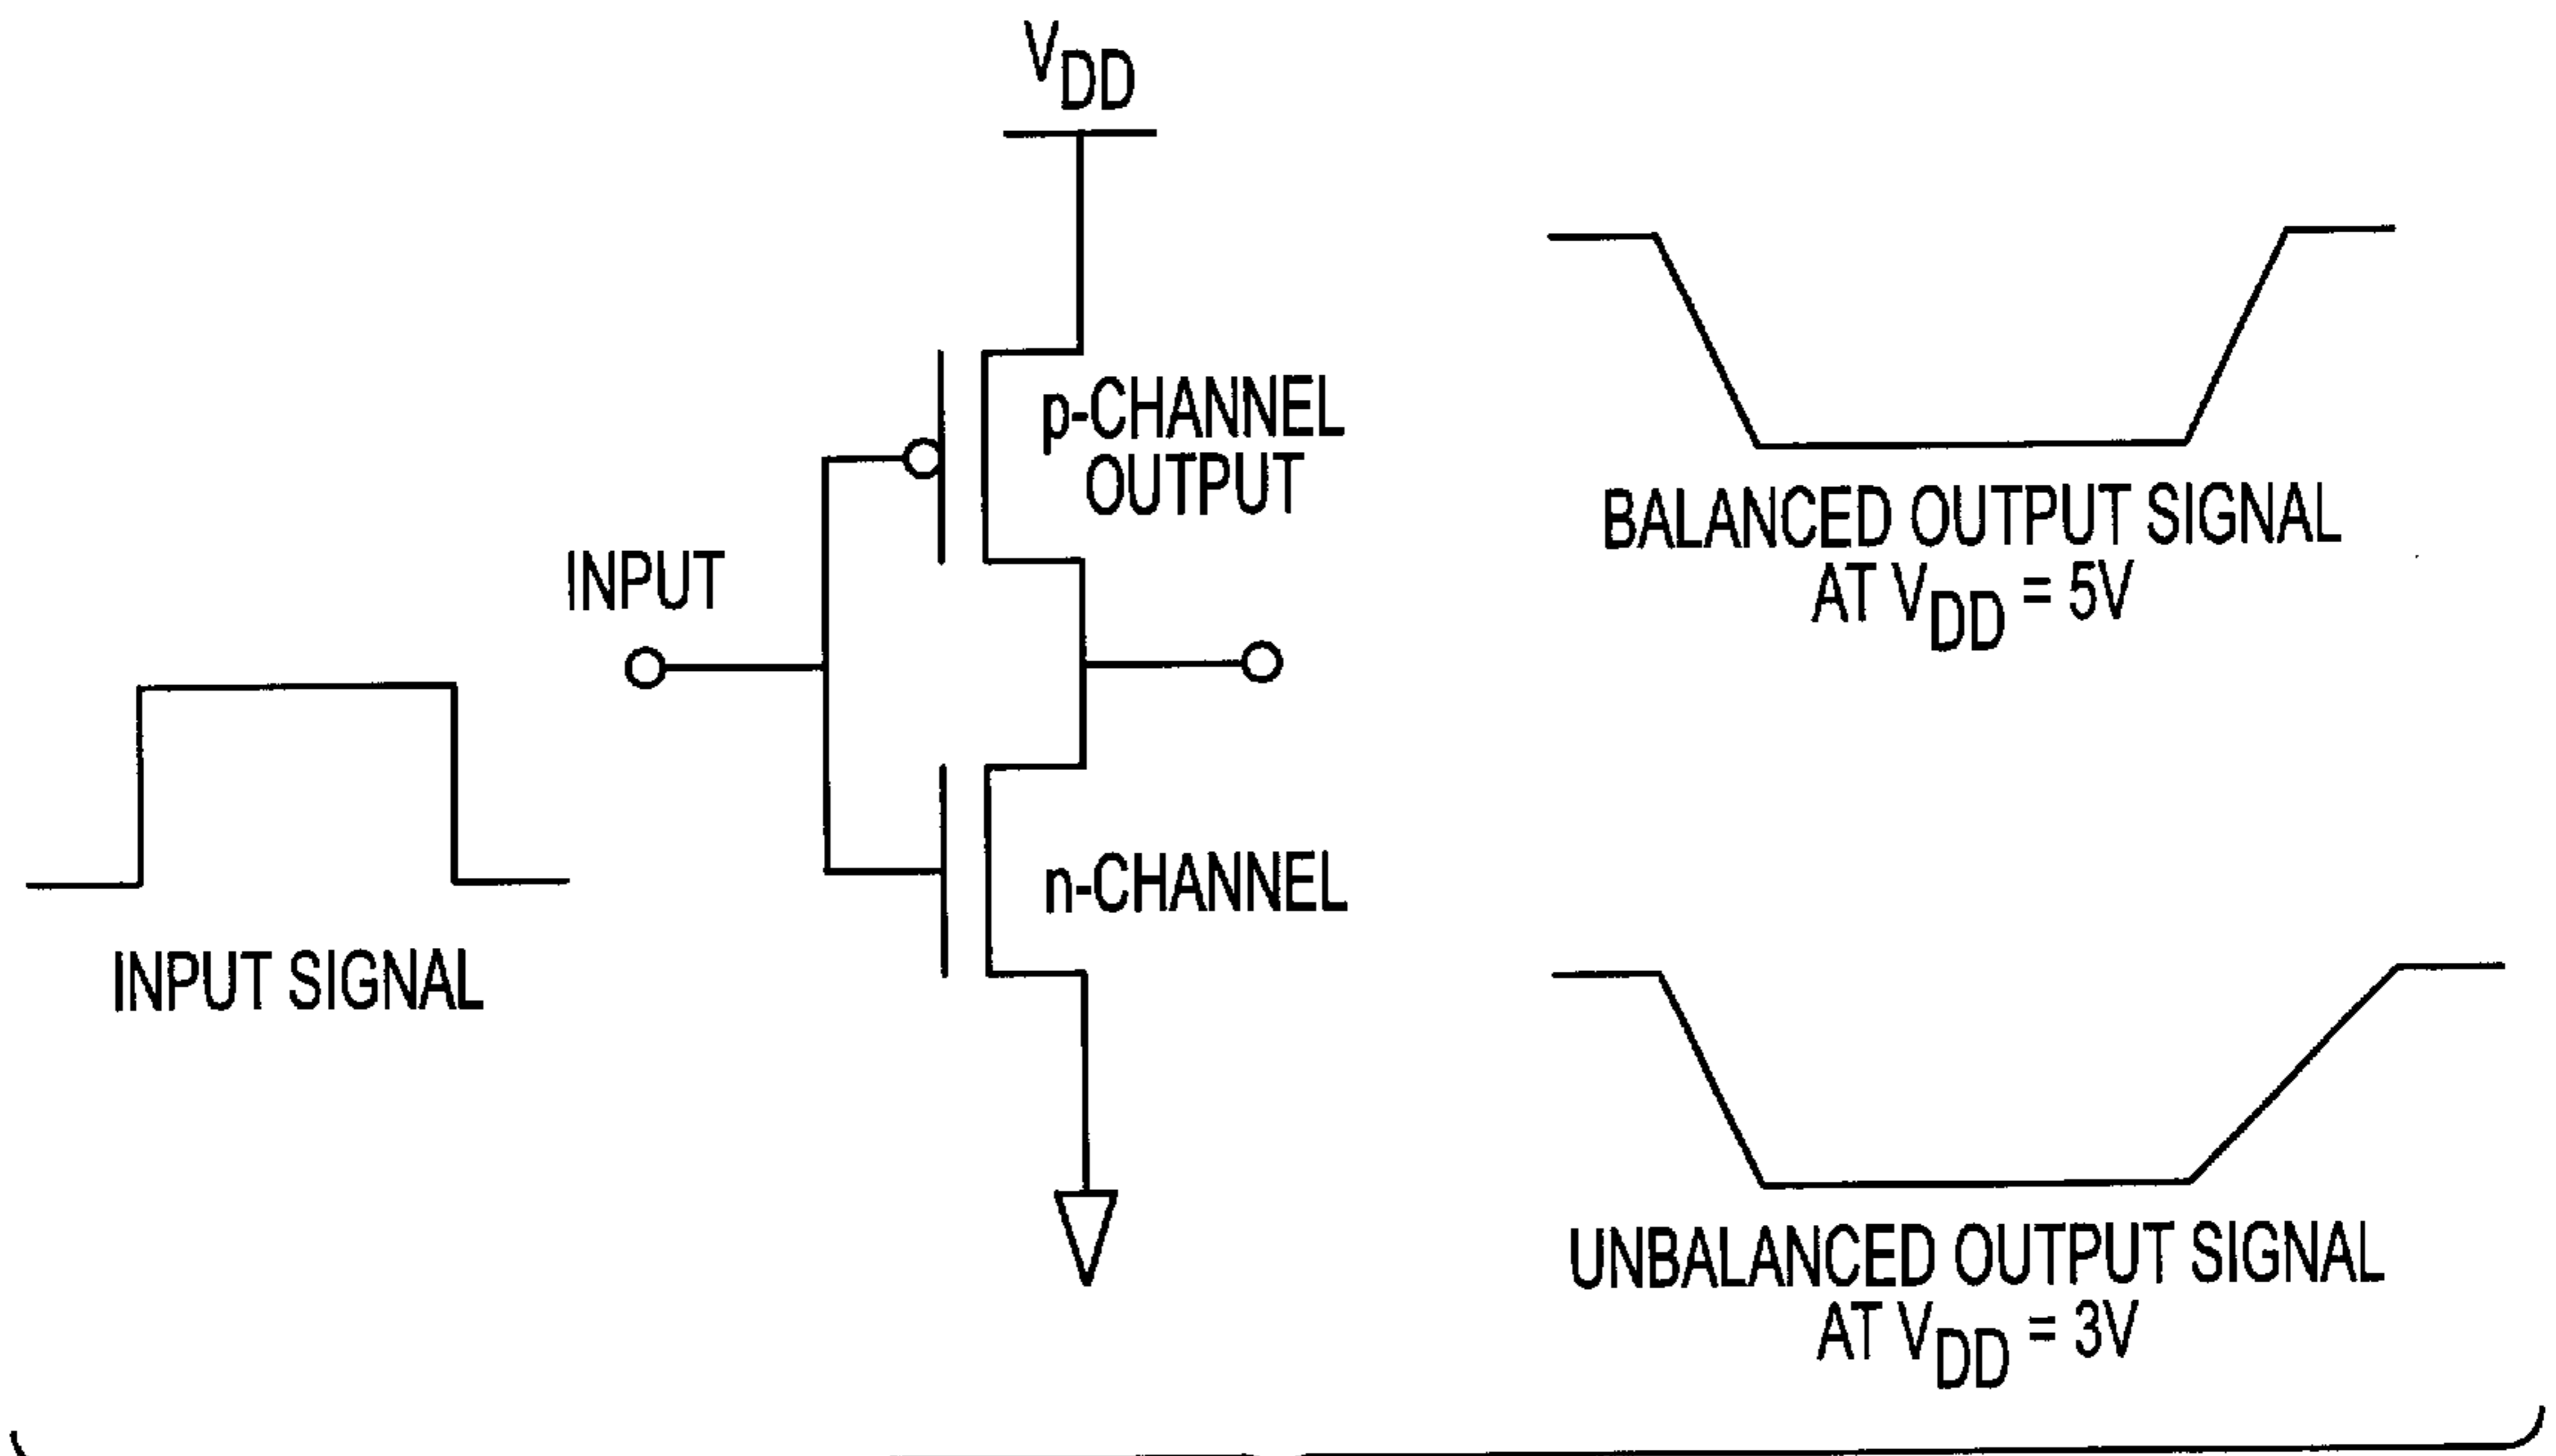 VDD
p-CHANNEL
OUTPUT
INPUT
n-CHANNEL
INPUT SIGNAL
BALANCED OUTPUT SIGNAL
AT VDD = 5V
UNBALANCED OUTPUT SIGNAL
AT VDD = 3V